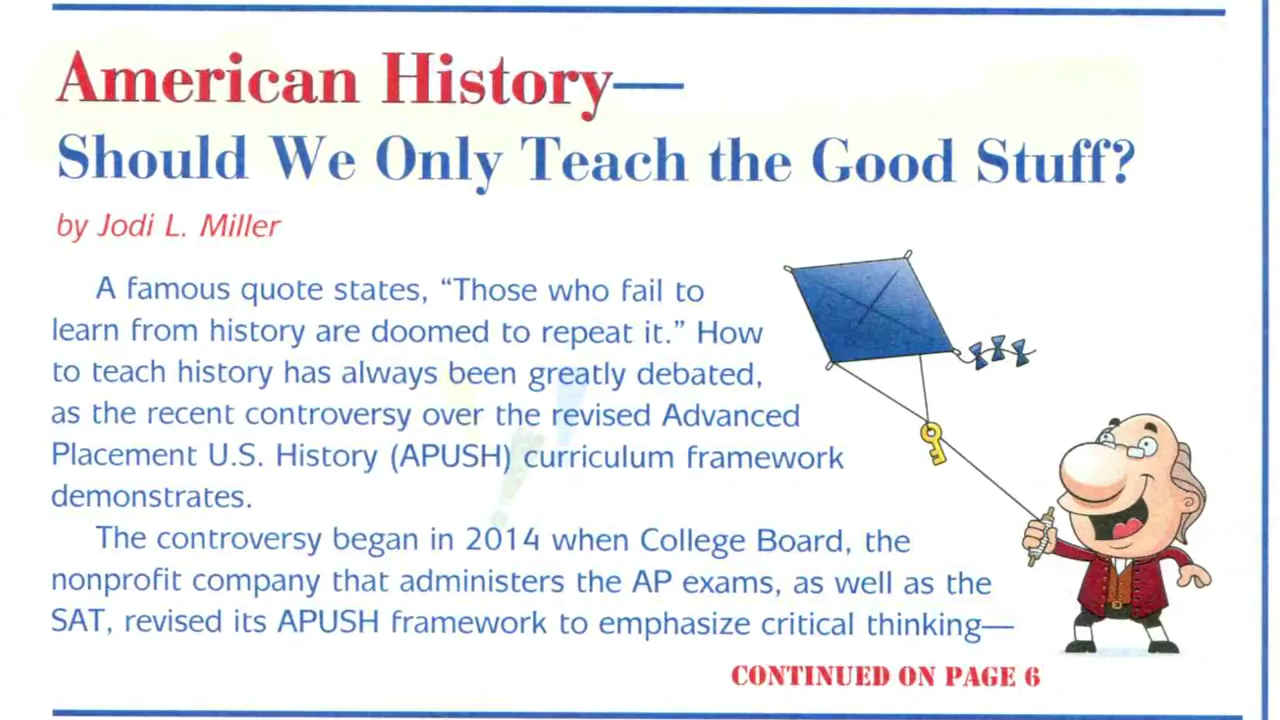 American History—
Should We Only Teach the Good Stuff?
by Jodi L. Miller
A famous quote states, “Those who fail to
learn from history are doomed to repeat it.” How
to teach history has always been greatly debated,
as the recent controversy over the revised Advanced
Placement U.S. History (APUSH) curriculum framework
demonstrates.
The controversy began in 2014 when College Board, the
nonprofit company that administers the AP exams, as well as the
SAT, revised its APUSH framework to emphasize critical thinking—
CONTINUED ON PAGE 6